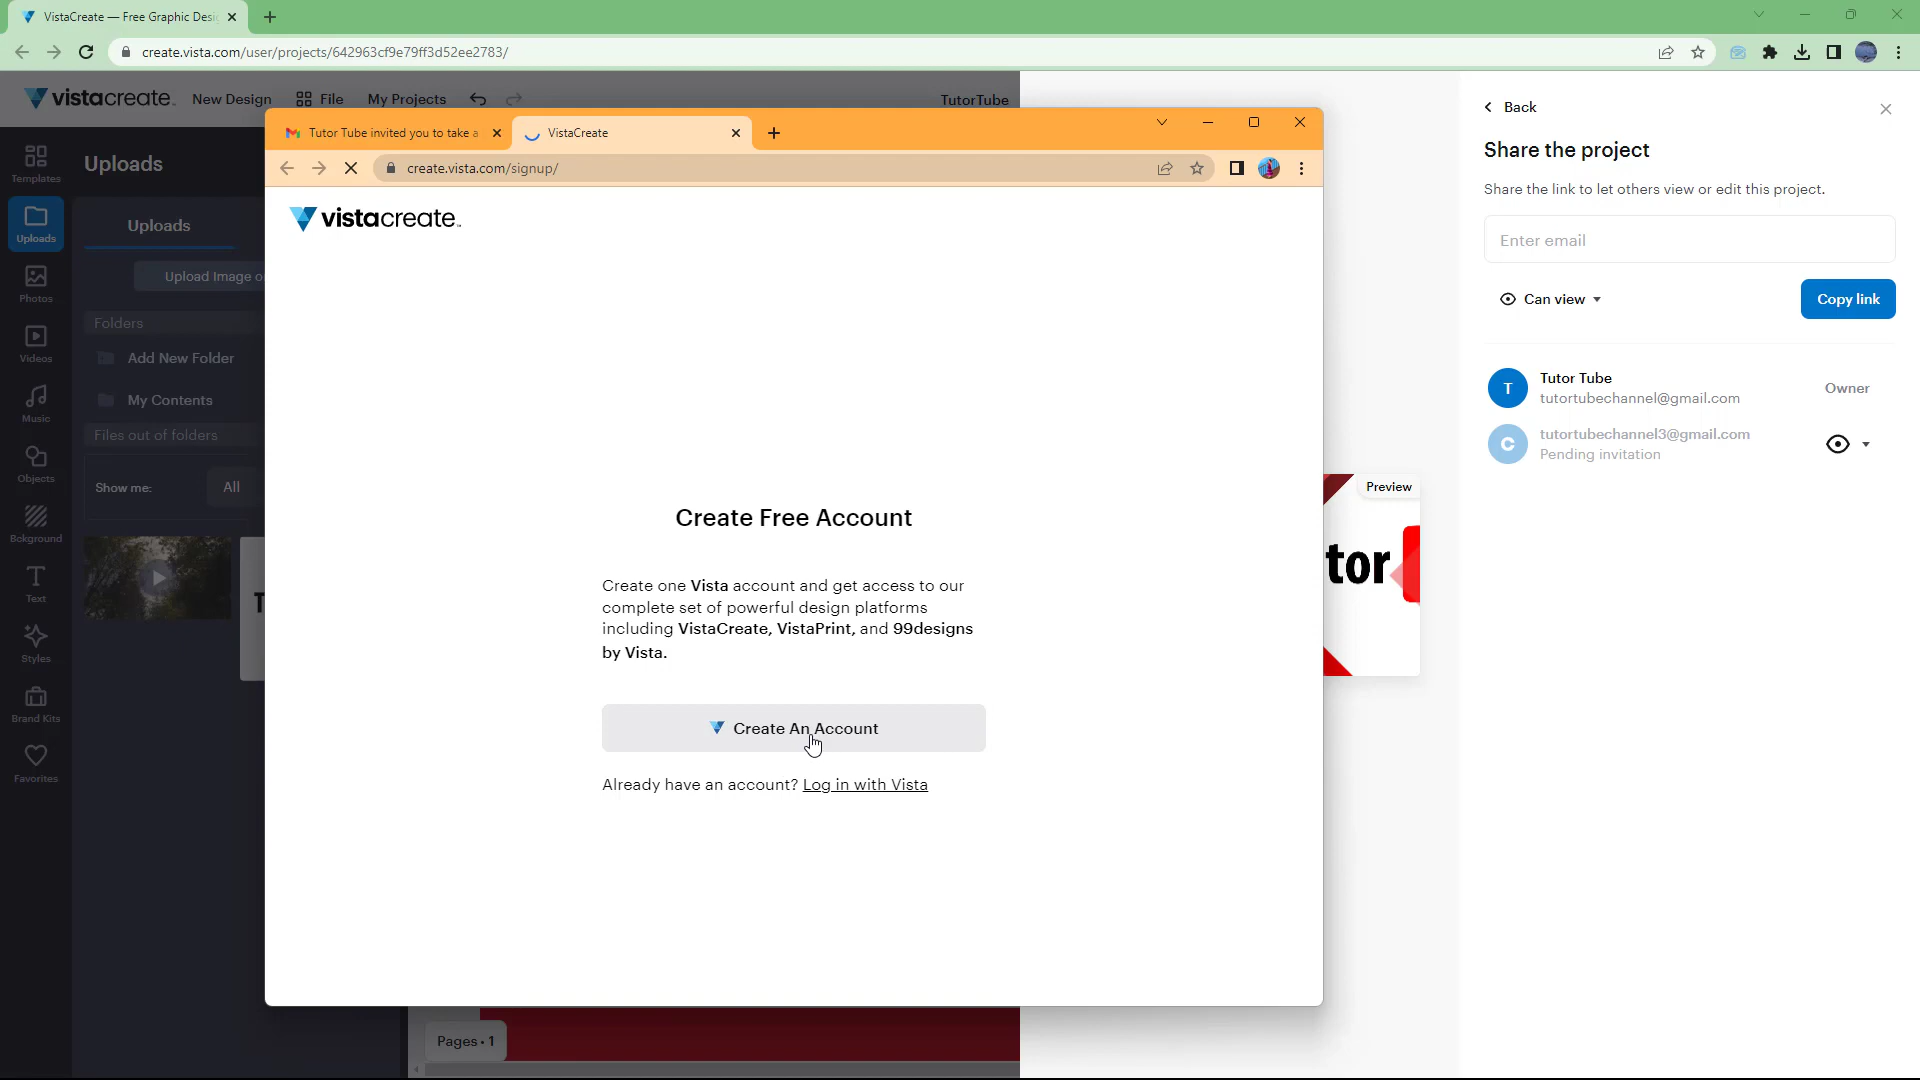 VistaCreate — Free Graphic Desi
create.vista.com/user/projects/642963cf9e79ff3d52ee2783/
vistacreate
New Design
File
My Projects
TutorTube
Templates
Uploads
Photos
Videos
Music
Objects
Bckground
Text
Styles
Brand Kits
Favorites
Uploads
Uploads
Upload Image o
Folders
Add New Folder
My Contents
Files out of folders
Show me:
All
T
Pages • 1
Tutor Tube invited you to take a
VistaCreate
create.vista.com/signup/
vistacreate™
Create Free Account
Create one Vista account and get access to our
complete set of powerful design platforms
including VistaCreate, VistaPrint, and 99designs
by Vista.
Create An Account
Already have an account? Log in with Vista
Preview
tor
Back
Share the project
Share the link to let others view or edit this project.
Enter email
Can view
Copy link
T
Tutor Tube
tutortubechannel@gmail.com
Owner
C
tutortubechannel3@gmail.com
Pending invitation